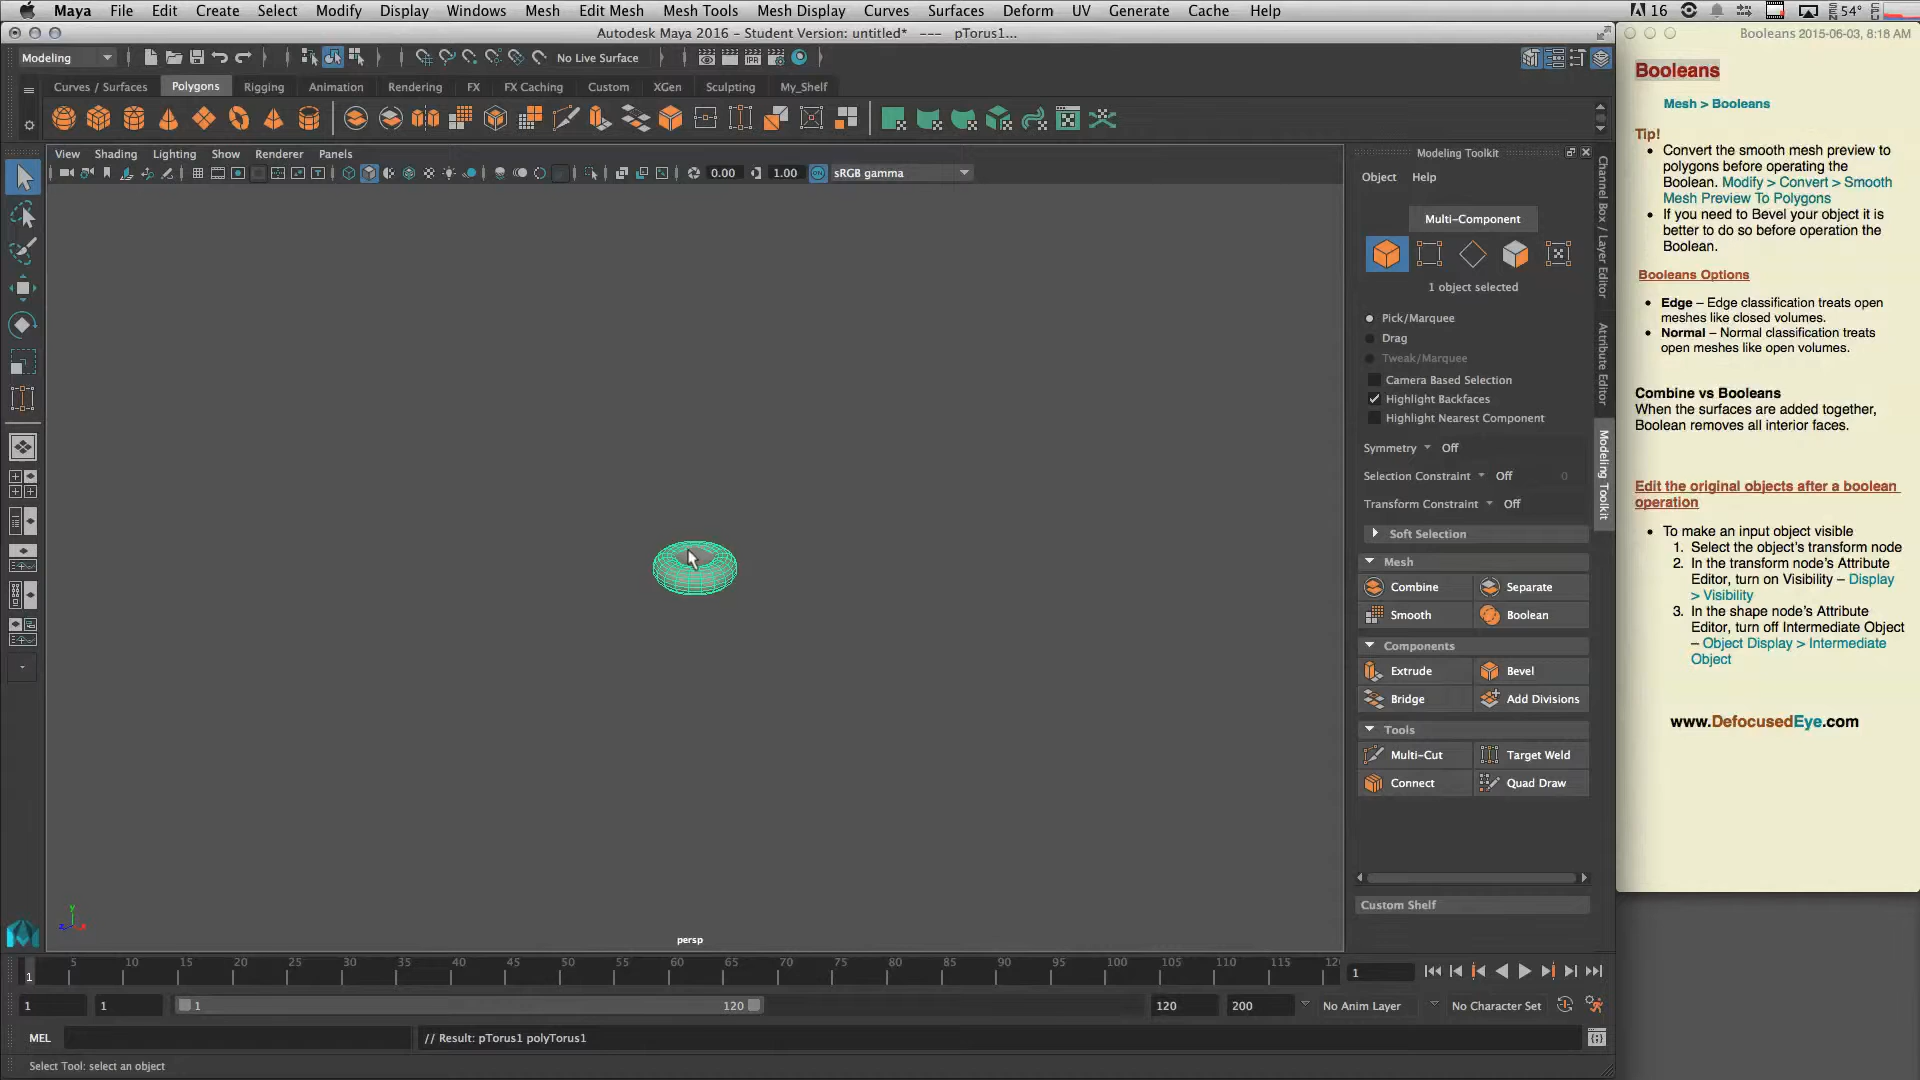 Maya File Edit Create Select Modify Display Windows Mesh Edit Mesh Mesh Tools Mesh Display Curves Surfaces Deform UV Generate Cache Help 16 54°
Autodesk Maya 2016 - Student Version: untitled* --- pTorus1...
Booleans 2015-06-03, 8:18 AM
Modeling No Live Surface
Curves / Surfaces Polygons Rigging Animation Rendering FX FX Caching Custom XGen Sculpting My_Shelf
View Shading Lighting Show Renderer Panels
0.00 1.00 sRGB gamma
persp
Modeling Toolkit
Object Help
Multi-Component
1 object selected
Pick/Marquee
Drag
Tweak/Marquee
Camera Based Selection
Highlight Backfaces
Highlight Nearest Component
Symmetry Off
Selection Constraint Off 0
Transform Constraint Off
Soft Selection
Mesh
Combine Separate
Smooth Boolean
Components
Extrude Bevel
Bridge Add Divisions
Tools
Multi-Cut Target Weld
Connect Quad Draw
Custom Shelf
Channel Box / Layer Editor
Attribute Editor
Modeling Toolkit
Booleans
Mesh > Booleans
Tip!
• Convert the smooth mesh preview to
polygons before operating the
Boolean. Modify > Convert > Smooth
Mesh Preview To Polygons
• If you need to Bevel your object it is
better to do so before operation the
Boolean.
Booleans Options
• Edge – Edge classification treats open
meshes like closed volumes.
• Normal – Normal classification treats
open meshes like open volumes.
Combine vs Booleans
When the surfaces are added together,
Boolean removes all interior faces.
Edit the original objects after a boolean
operation
• To make an input object visible
1. Select the object's transform node
2. In the transform node's Attribute
Editor, turn on Visibility – Display
> Visibility
3. In the shape node's Attribute
Editor, turn off Intermediate Object
– Object Display > Intermediate
Object
www.DefocusedEye.com
1 5 10 15 20 25 30 35 40 45 50 55 60 65 70 75 80 85 90 95 100 105 110 115 1
1 1 1 120 120 200 No Anim Layer No Character Set
MEL // Result: pTorus1 polyTorus1
Select Tool: select an object